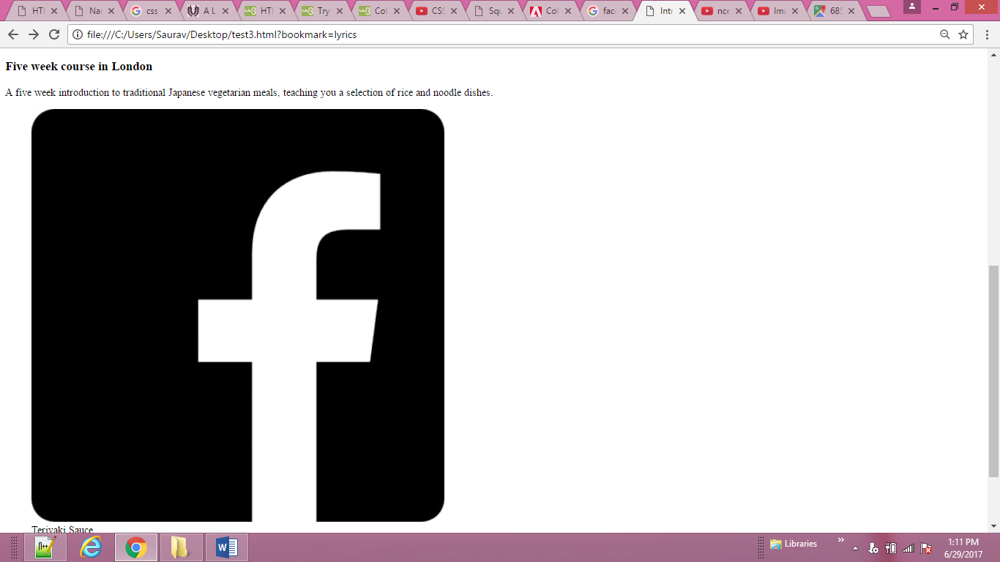 HTI Nar css A L HTI Try Col CSS Squ Col fac Intr nce Ima 685
file:///C:/Users/Saurav/Desktop/test3.html?bookmark=lyrics
Five week course in London
A five week introduction to traditional Japanese vegetarian meals, teaching you a selection of rice and noodle dishes.
f
Teriyaki Sauce
Libraries
1:11 PM
6/29/2017